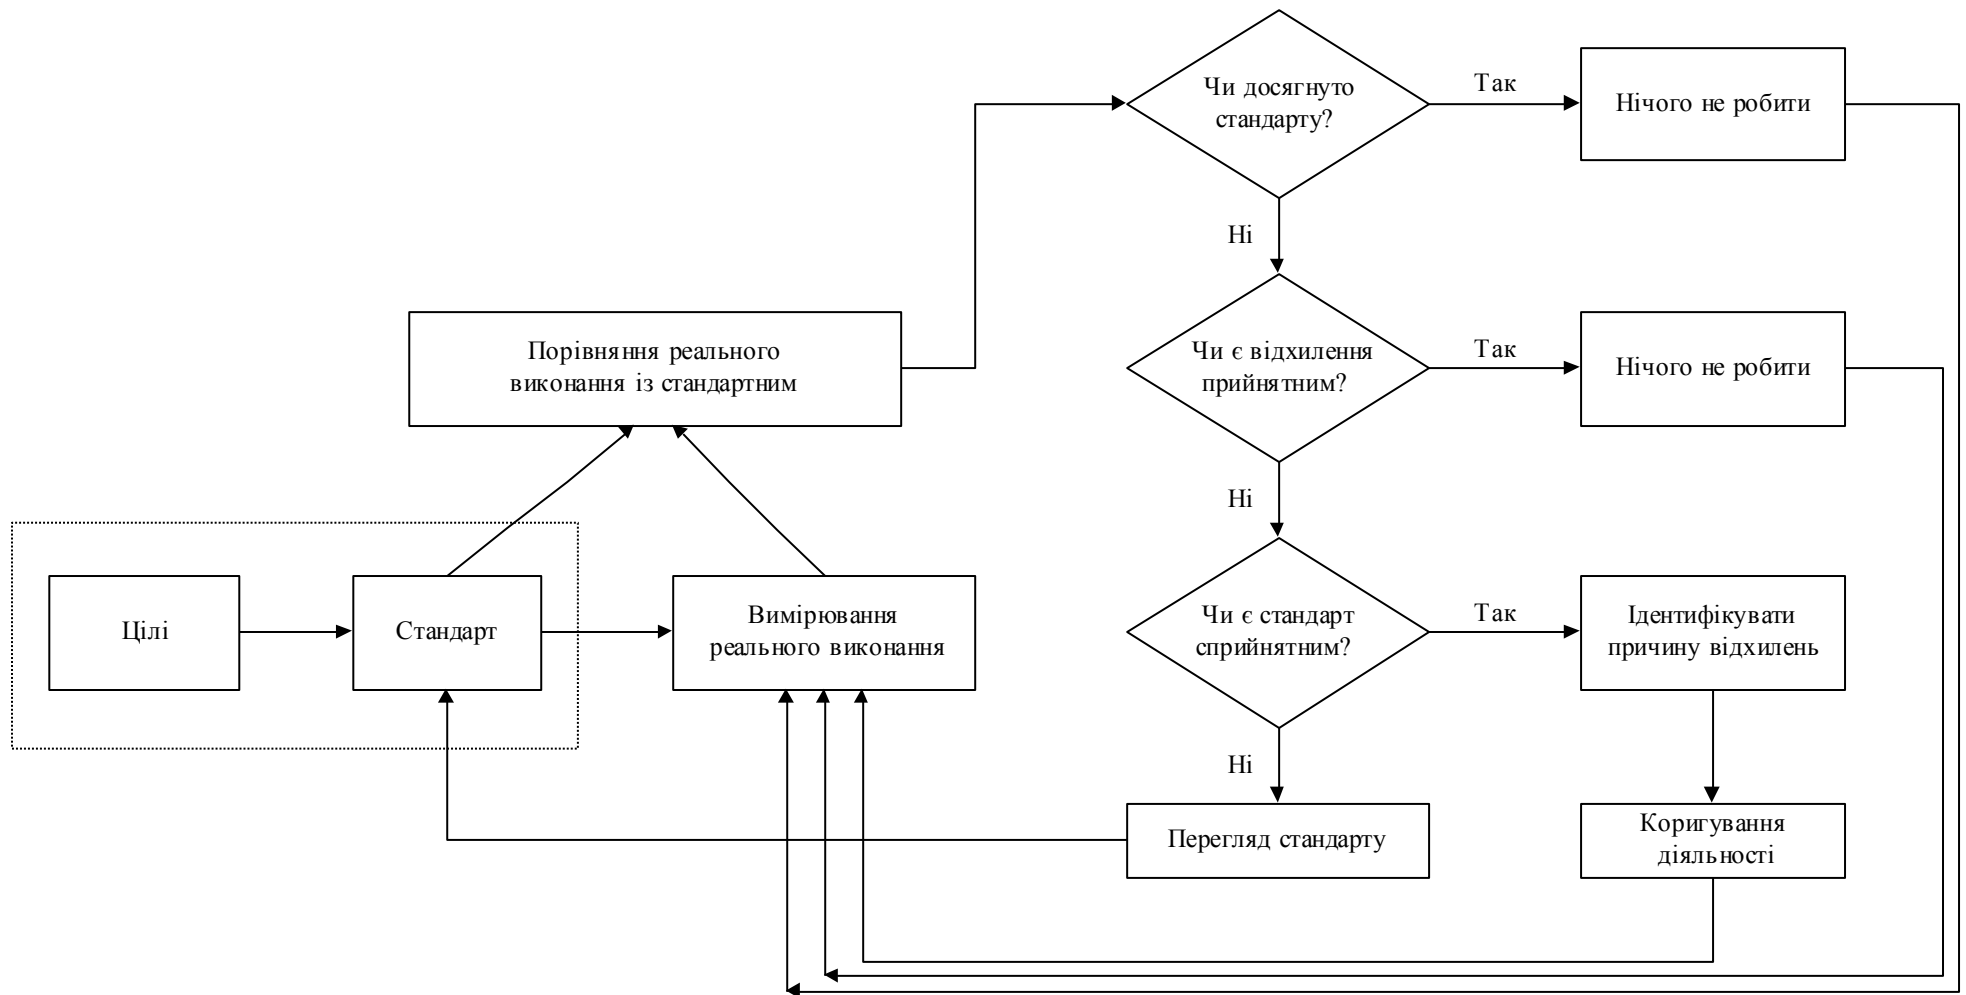 Чи досягнуто
стандарту?
Так
Нічого не робити
Ні
Порівняння реального
виконання із стандартним
Чи є відхилення
прийнятним?
Так
Нічого не робити
Ні
Цілі
Стандарт
Вимірювання
реального виконання
Чи є стандарт
сприйнятним?
Так
Ідентифікувати
причину відхилень
Ні
Перегляд стандарту
Коригування
діяльності